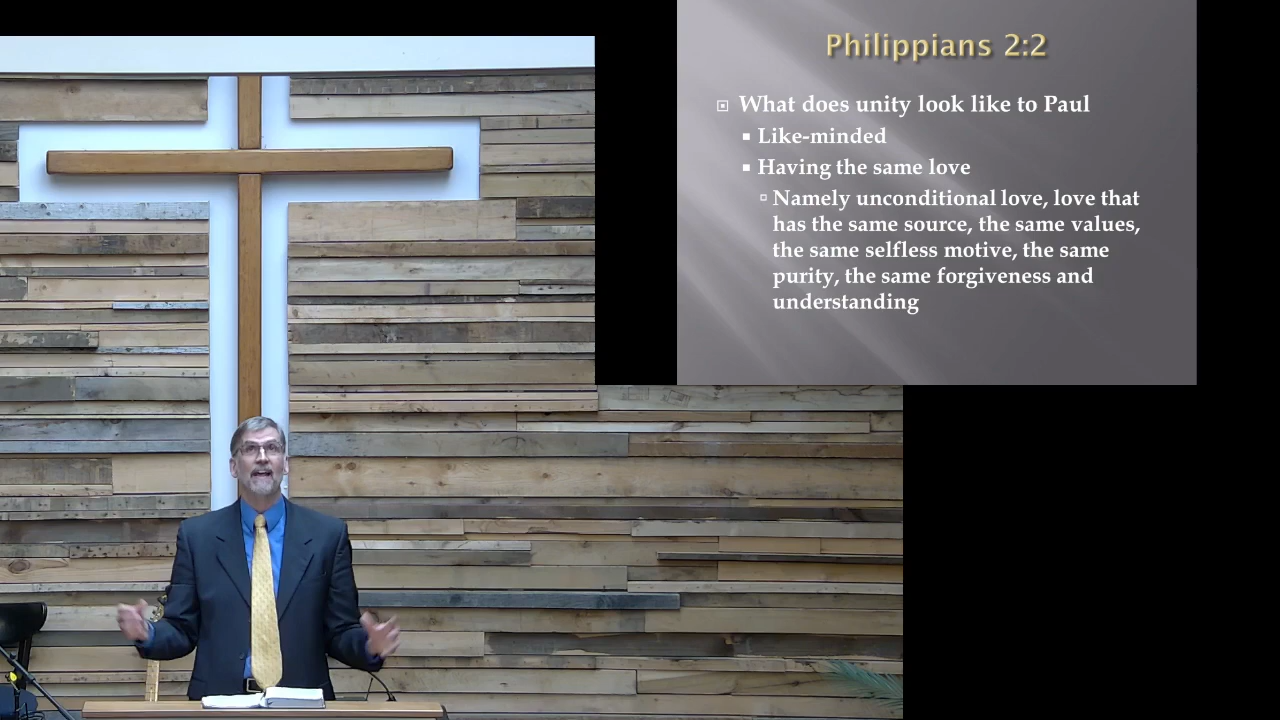 Philippians 2:2
What does unity look like to Paul
Like-minded
Having the same love
Namely unconditional love, love that
has the same source, the same values,
the same selfless motive, the same
purity, the same forgiveness and
understanding